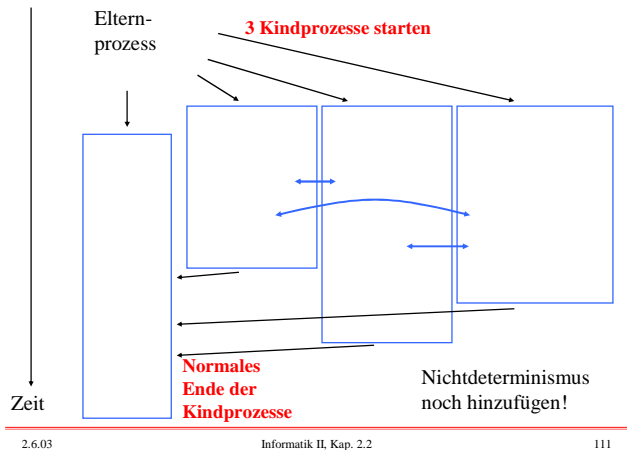 Eltern-
prozess
3 Kindprozesse starten
Normales
Ende der
Kindprozesse
Nichtdeterminismus
noch hinzufügen!
Zeit
2.6.03
Informatik II, Kap. 2.2
111